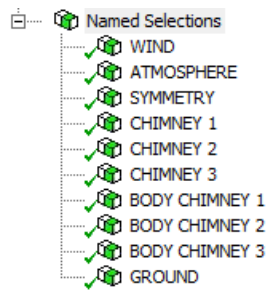 Named Selections
WIND
ATMOSPHERE
SYMMETRY
CHIMNEY 1
CHIMNEY 2
CHIMNEY 3
BODY CHIMNEY 1
BODY CHIMNEY 2
BODY CHIMNEY 3
GROUND